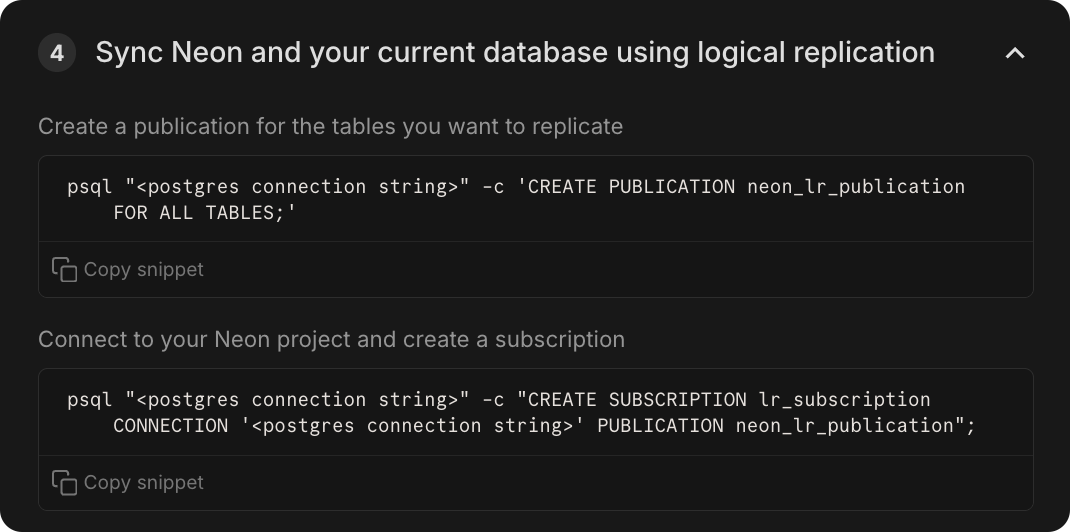 4 Sync Neon and your current database using logical replication
Create a publication for the tables you want to replicate
psql "<postgres connection string>" -c 'CREATE PUBLICATION neon_lr_publication
FOR ALL TABLES;'
Copy snippet
Connect to your Neon project and create a subscription
psql "<postgres connection string>" -c "CREATE SUBSCRIPTION lr_subscription
CONNECTION '<postgres connection string>' PUBLICATION neon_lr_publication";
Copy snippet